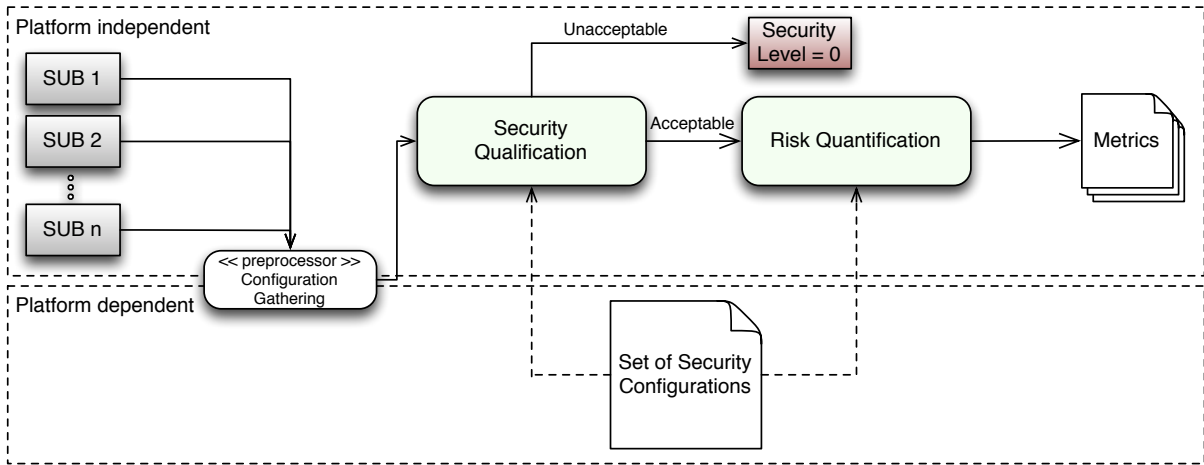 Platform independent
SUB 1
SUB 2
SUB n
<< preprocessor >>
Configuration
Gathering
Security
Qualification
Unacceptable
Security
Level = 0
Acceptable
Risk Quantification
Metrics
Platform dependent
Set of Security
Configurations